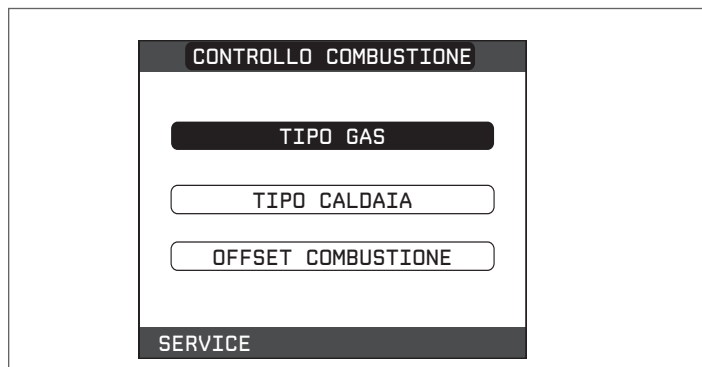 CONTROLLO COMBUSTIONE
TIPO GAS
TIPO CALDAIA
OFFSET COMBUSTIONE
SERVICE